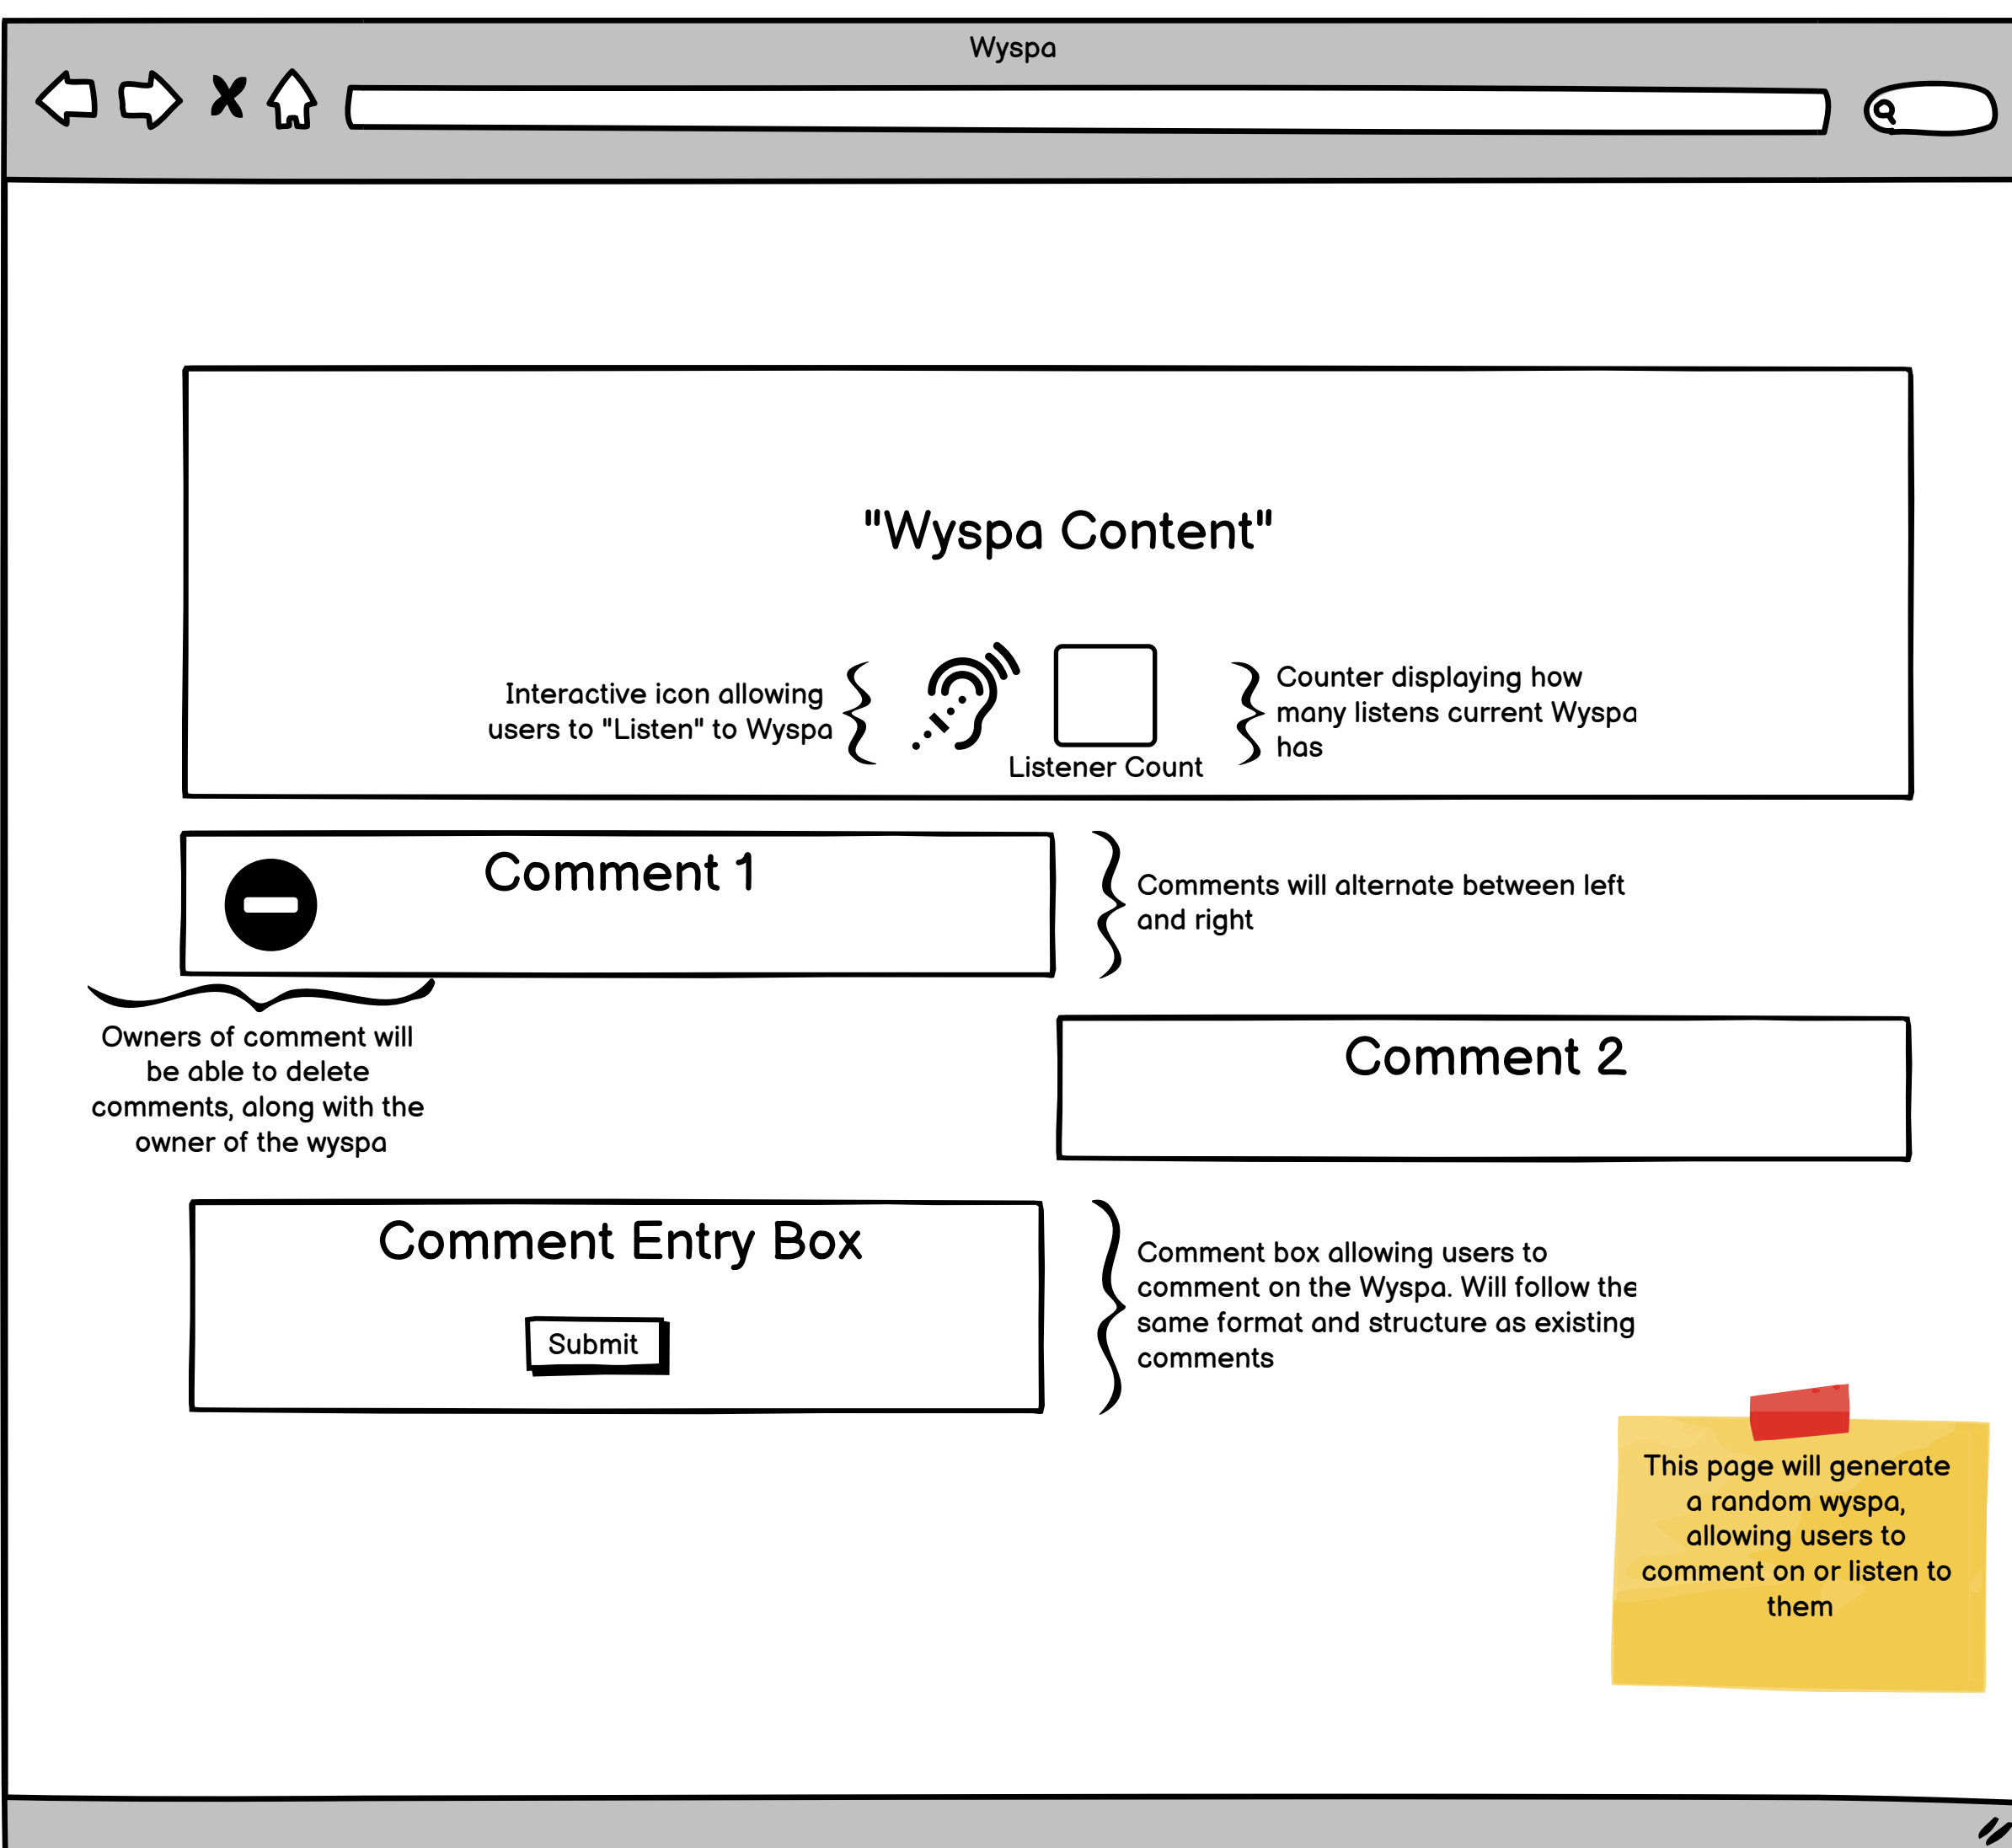 Wyspa
"Wyspa Content"
Interactive icon allowing
users to "Listen" to Wyspa
Listener Count
Counter displaying how
many listens current Wyspa
has
Comment 1
Comments will alternate between left
and right
Owners of comment will
be able to delete
comments, along with the
owner of the wyspa
Comment 2
Comment Entry Box
Submit
Comment box allowing users to
comment on the Wyspa. Will follow the
same format and structure as existing
comments
This page will generate
a random wyspa,
allowing users to
comment on or listen to
them